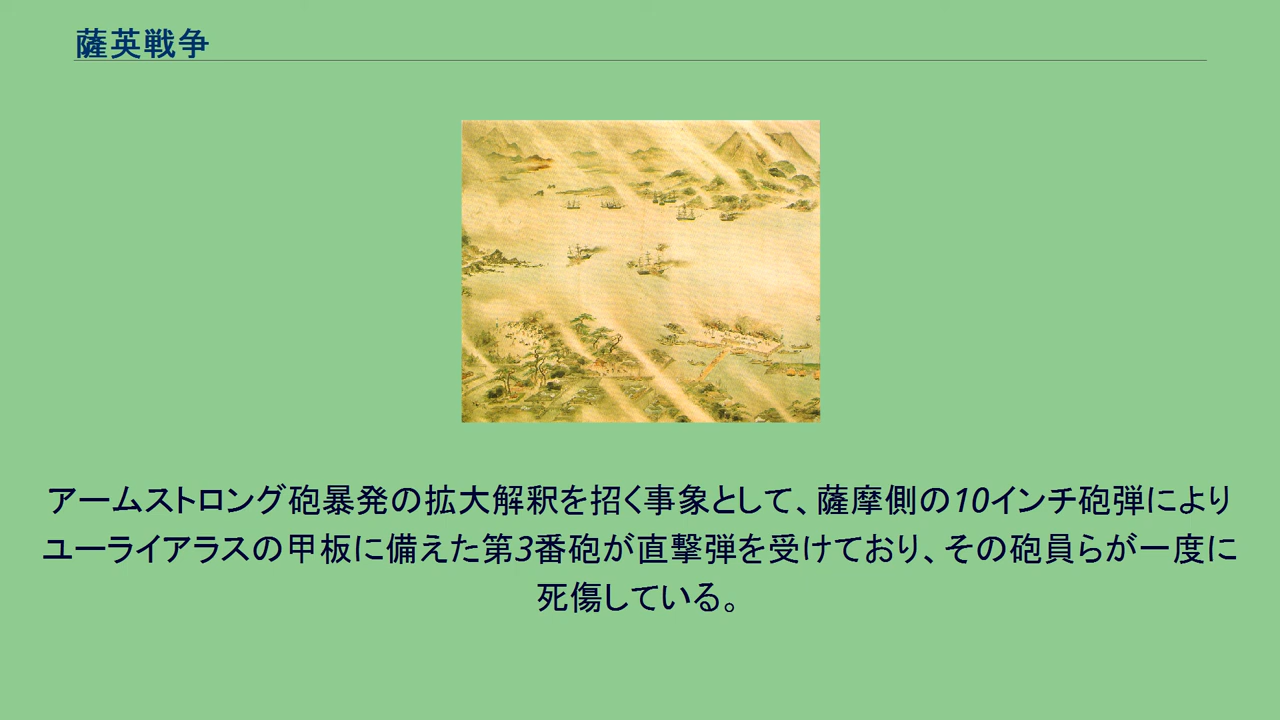 薩英戦争
アームストロング砲暴発の拡大解釈を招く事象として、薩摩側の10インチ砲弾により
ユーライアラスの甲板に備えた第3番砲が直撃弾を受けており、その砲員らが一度に
死傷している。